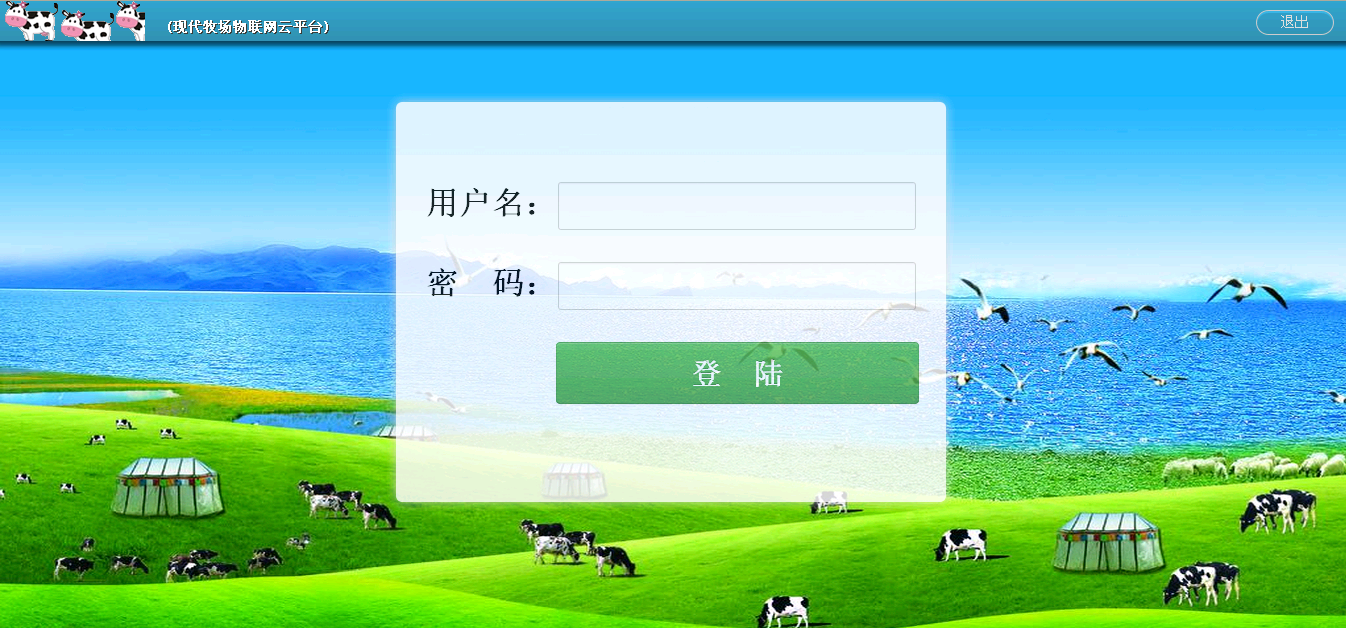 (现代牧场物联网云平台)
退出
用户名：
密 码：
登 陆